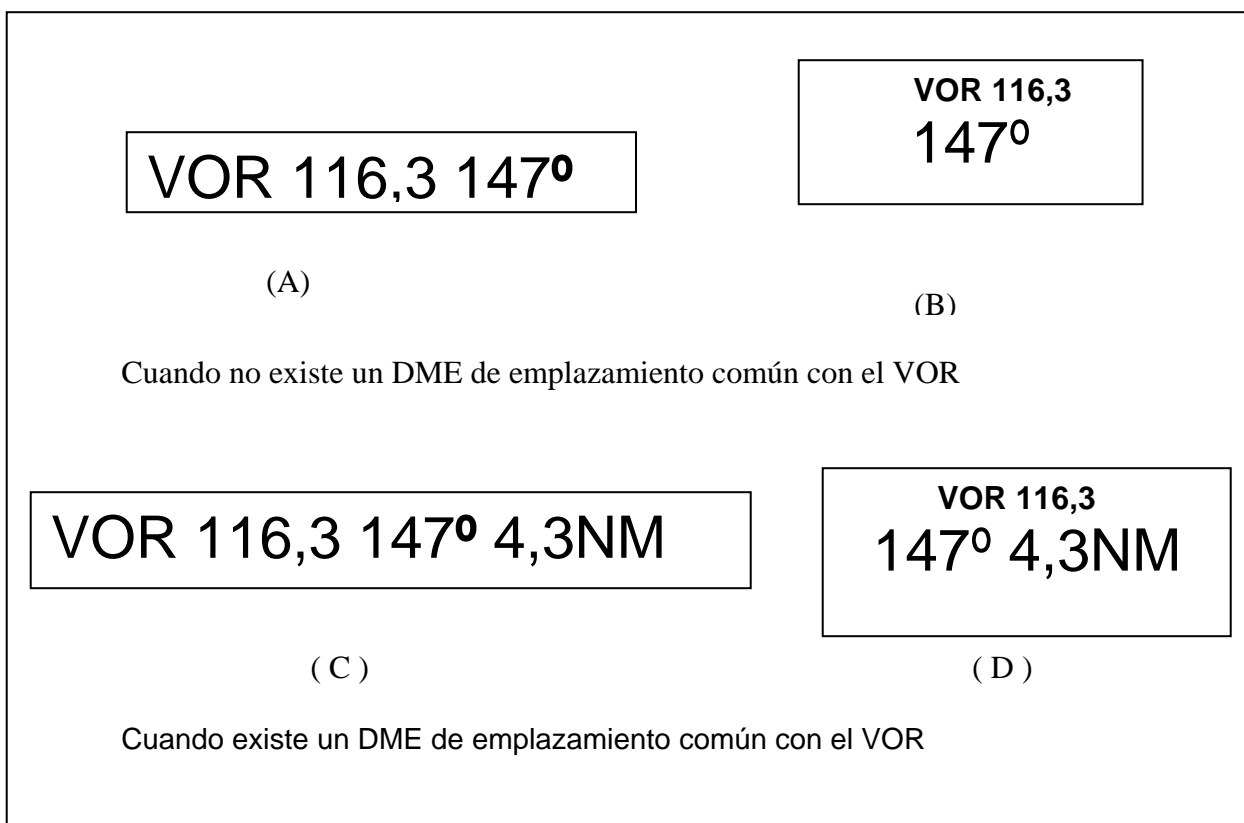 VOR 116,3 147º
VOR 116,3
147º
(A)
(B)
Cuando no existe un DME de emplazamiento común con el VOR
VOR 116,3 147º 4,3NM
VOR 116,3
147º 4,3NM
( C )
( D )
Cuando existe un DME de emplazamiento común con el VOR